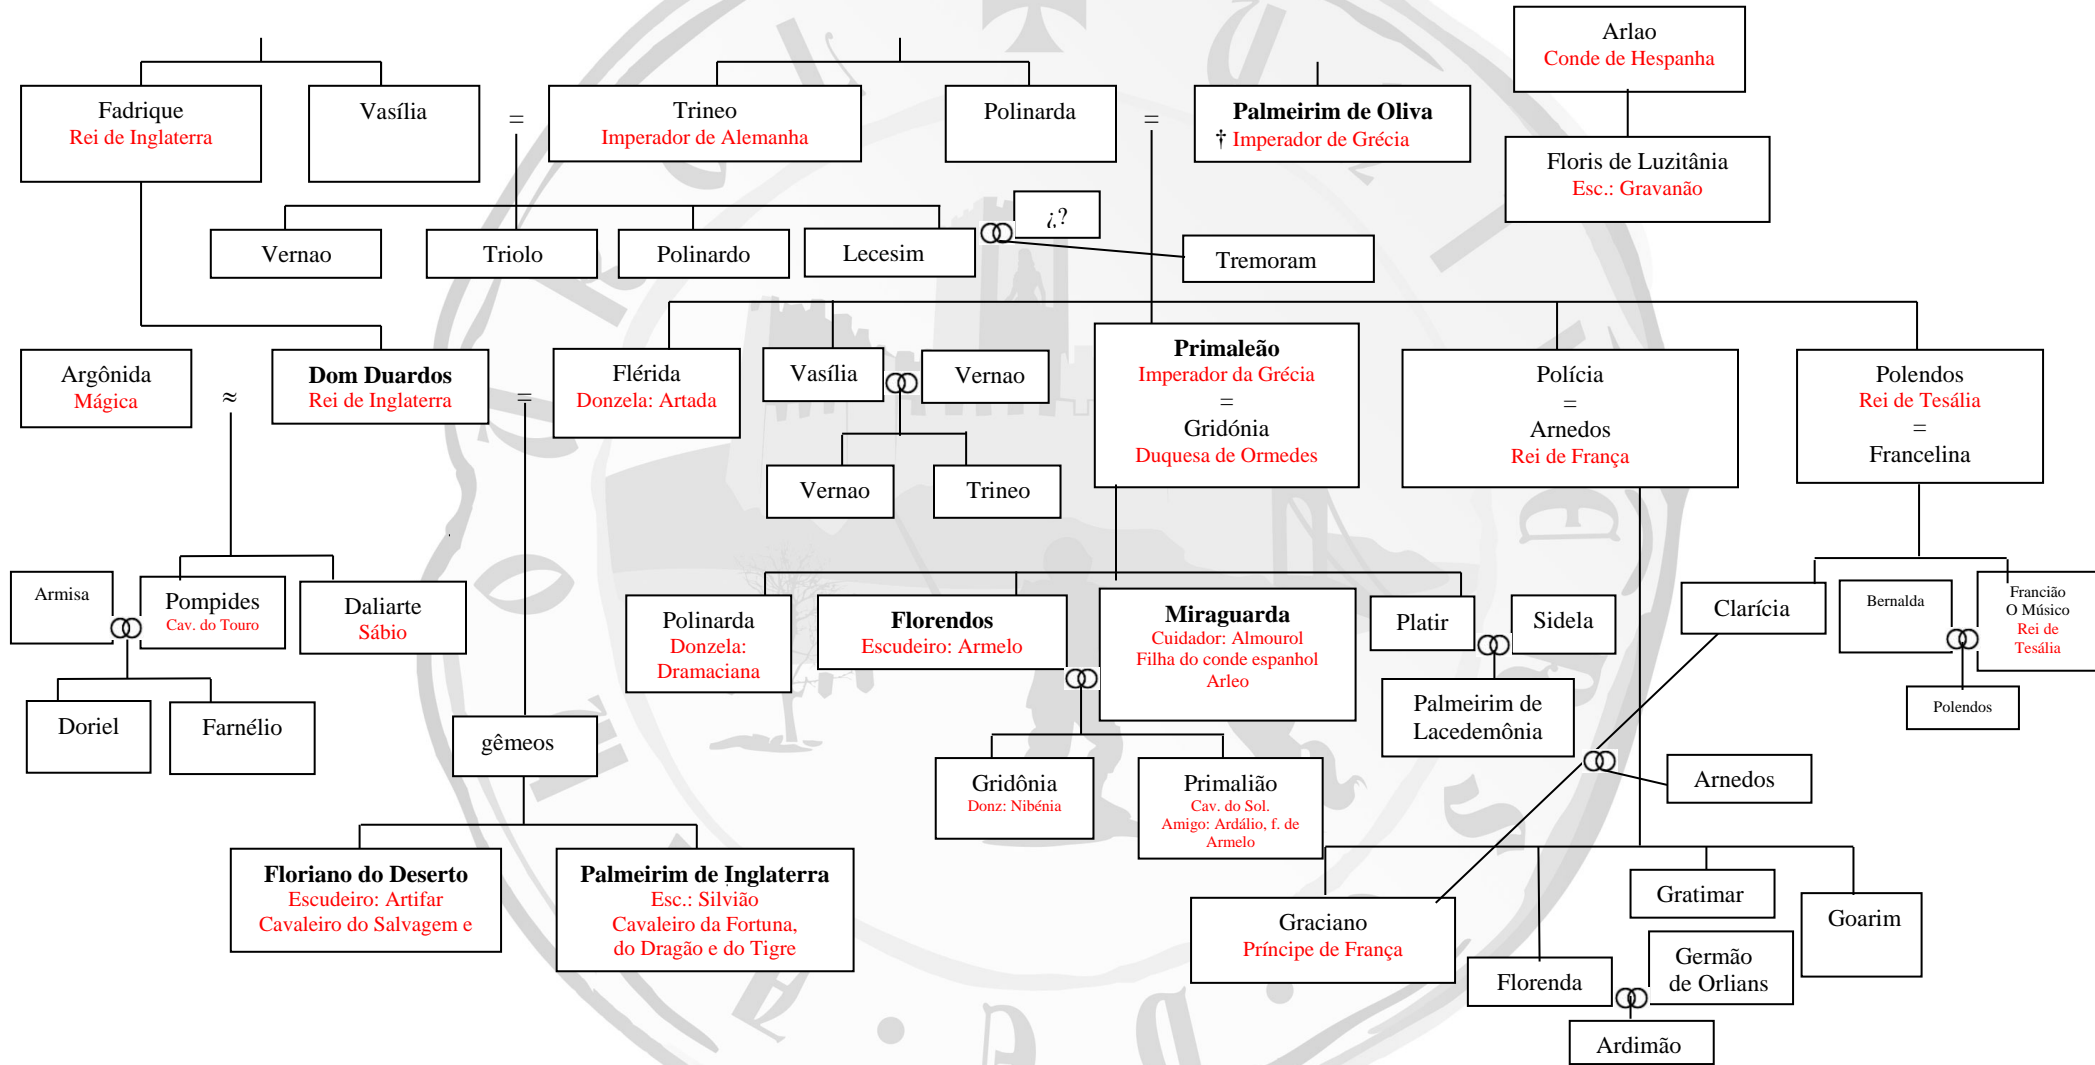 Arlao
Conde de Hespanha
Fadrique
Rei de Inglaterra
Vasília
=
Trineo
Imperador de Alemanha
Polinarda
=
Palmeirim de Oliva
† Imperador de Grécia
Floris de Luzitânia
Esc.: Gravanão
Vernao
Triolo
Polinardo
Lecesim
¿?
Tremoram
Argônida
Mágica
≈
Dom Duardos
Rei de Inglaterra
=
Flérida
Donzela: Artada
Vasília
Vernao
Vernao
Trineo
Primaleão
Imperador da Grécia
=
Gridónia
Duquesa de Ormedes
Polícia
=
Arnedos
Rei de França
Polendos
Rei de Tesália
=
Francelina
Armisa
Pompides
Cav. do Touro
Daliarte
Sábio
Doriel
Farnélio
gêmeos
Polinarda
Donzela:
Dramaciana
Florendos
Escudeiro: Armelo
Miraguarda
Cuidador: Almourol
Filha do conde espanhol
Arleo
Platir
Sidela
Palmeirim de
Lacedemônia
Clarícia
Bernalda
Francião
O Músico
Rei de
Tesália
Polendos
Gridônia
Donz: Nibénia
Primalião
Cav. do Sol.
Amigo: Ardálio, f. de
Armelo
Arnedos
Floriano do Deserto
Escudeiro: Artifar
Cavaleiro do Salvagem e
Palmeirim de Inglaterra
Esc.: Silvião
Cavaleiro da Fortuna,
do Dragão e do Tigre
Graciano
Príncipe de França
Gratimar
Goarim
Florenda
Germão
de Orlians
Ardimão